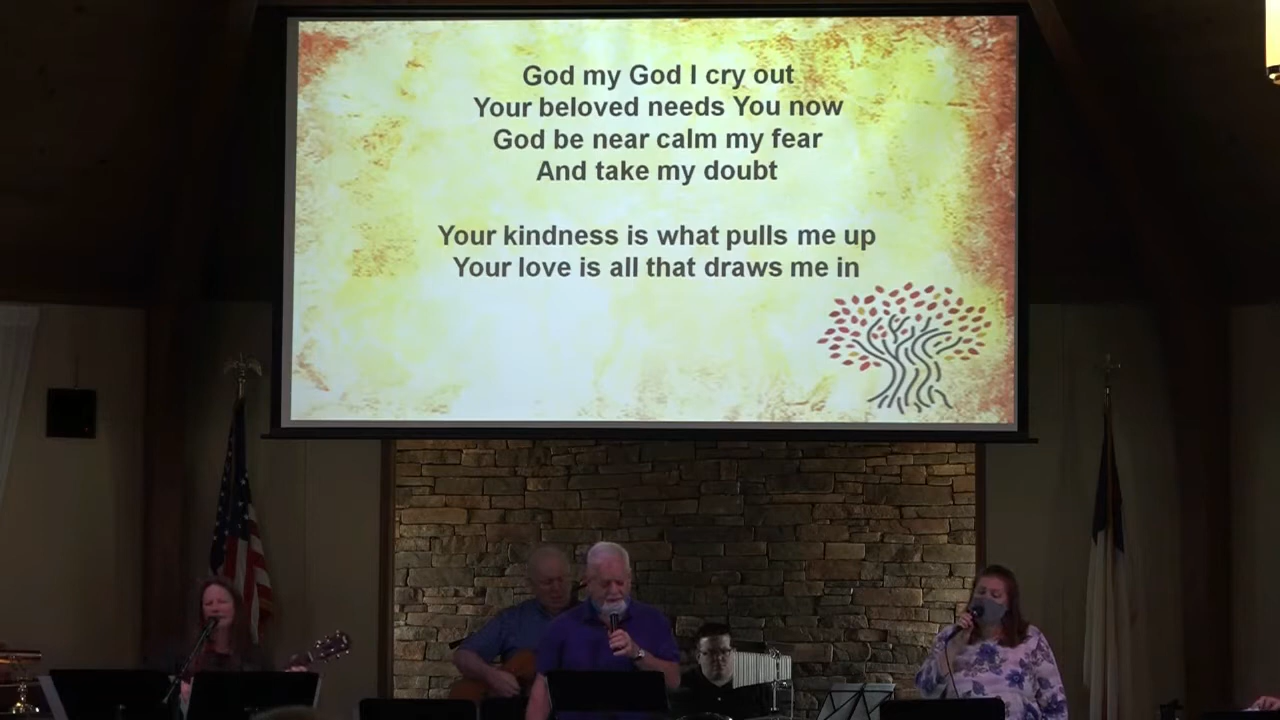 God my God I cry out
Your beloved needs You now
God be near calm my fear
And take my doubt
Your kindness is what pulls me up
Your love is all that draws me in